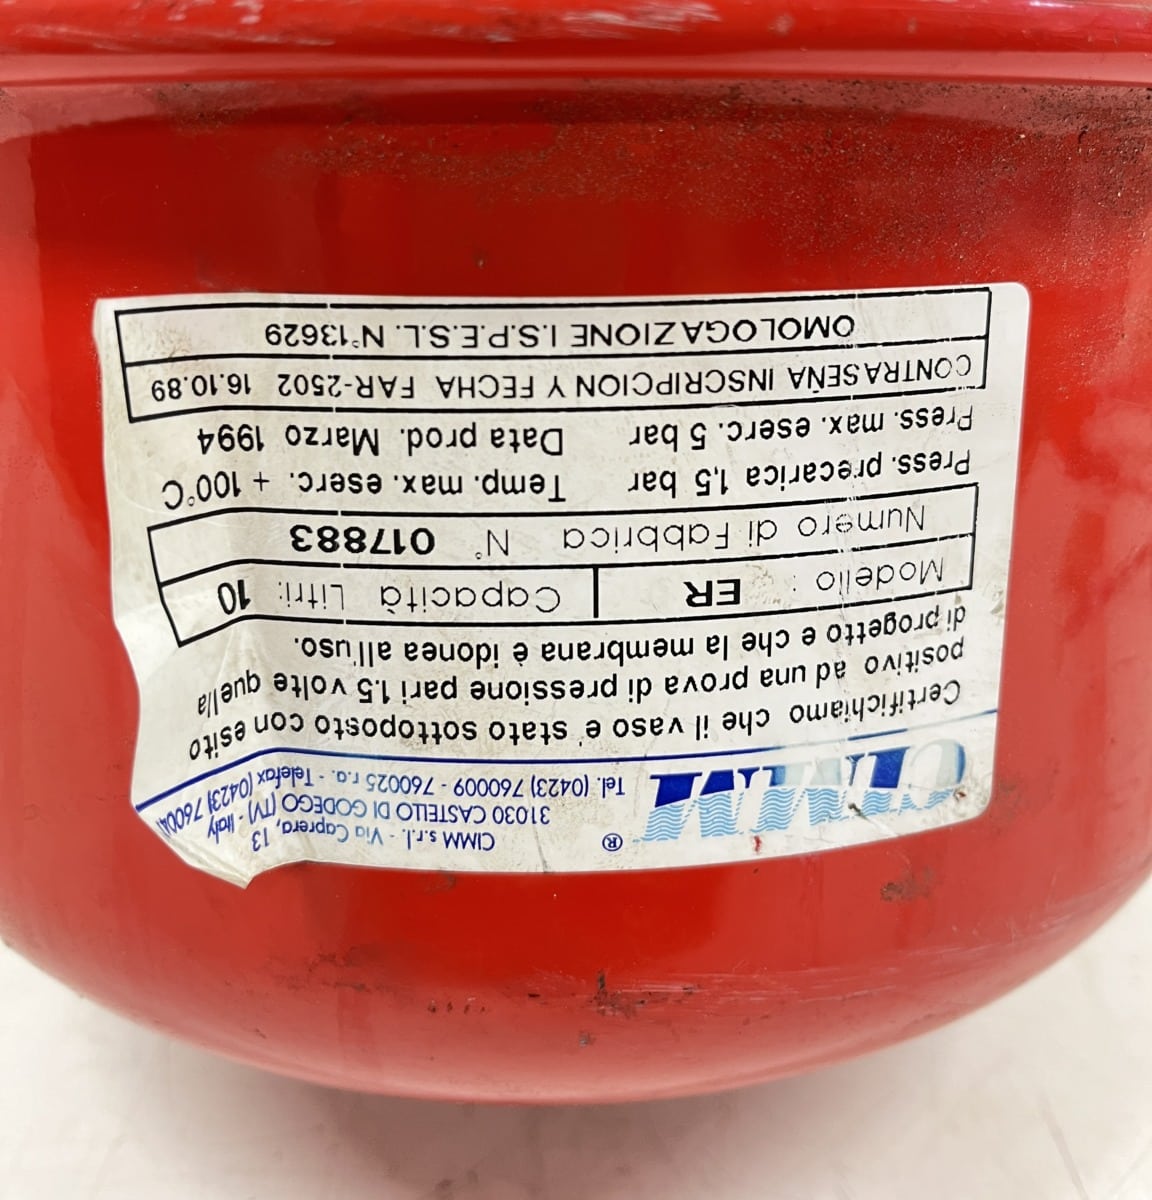 CIMM ®
CIMM s.r.l. - Via Caprera, 13
31030 CASTELLO DI GODEGO (TV) - Italy
Tel. (0423) 760009 - 760025 r.a. - Telefax (0423)
Certifichiamo che il vaso e' stato sottoposto con esito
positivo ad una prova di pressione pari 1.5 volte quella
di progetto e che la membrana è idonea all'uso.
Modello : ER Capacità Litri: 10
Numero di Fabbrica N° 017883
Press. precarica 1,5 bar Temp. max. eserc. + 100°C
Press. max. eserc. 5 bar Data prod. Marzo 1994
CONTRASEÑA INSCRIPCION Y FECHA FAR-2502 16.10.89
OMOLOGAZIONE I.S.P.E.S.L. N°13629